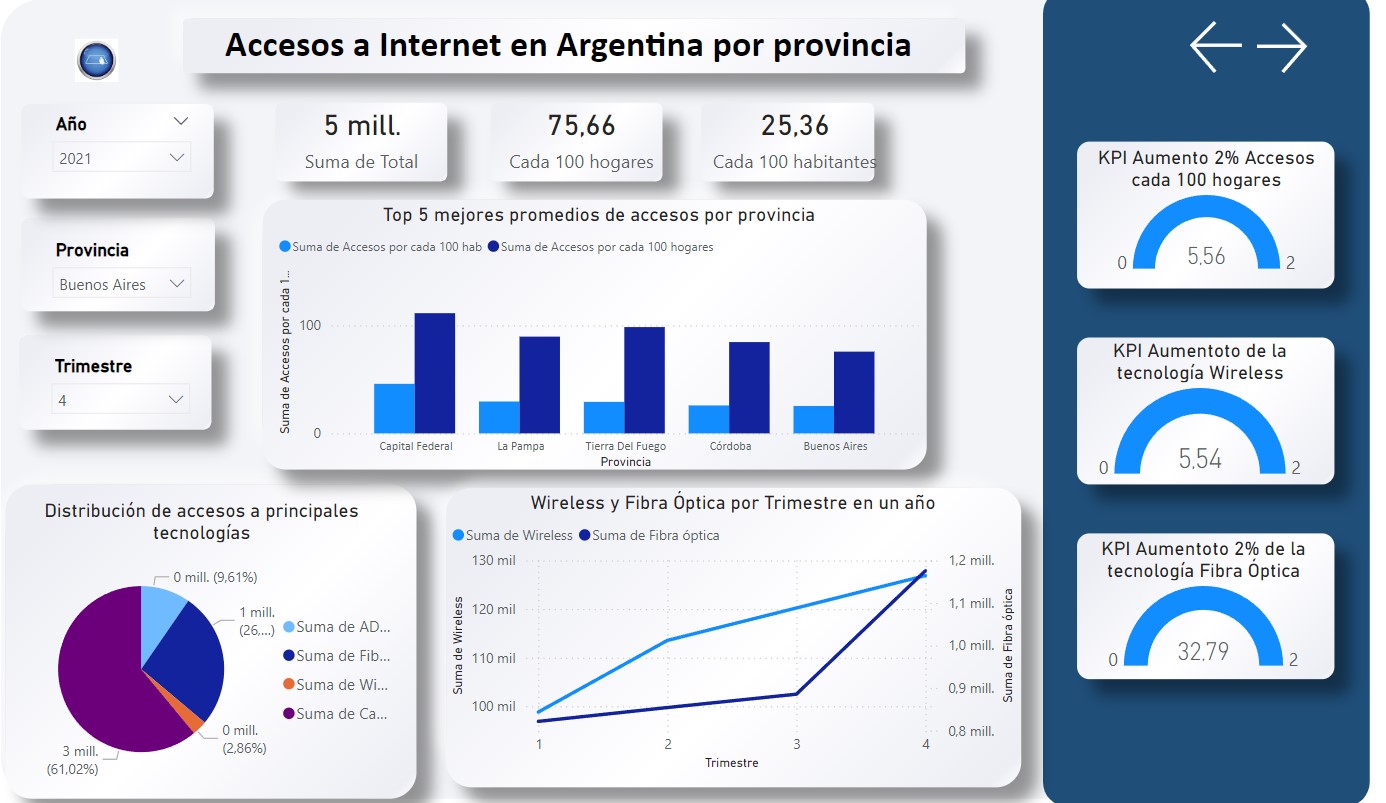 Accesos a Internet en Argentina por provincia
Año
2021
Provincia
Buenos Aires
Trimestre
4
5 mill.
Suma de Total
75,66
Cada 100 hogares
25,36
Cada 100 habitantes
Top 5 mejores promedios de accesos por provincia
Suma de Accesos por cada 100 hab
Suma de Accesos por cada 100 hogares
Suma de Accesos por cada 1...
100
0
Capital Federal
La Pampa
Tierra Del Fuego
Córdoba
Buenos Aires
Provincia
Distribución de accesos a principales
tecnologías
0 mill. (9,61%)
1 mill.
(26,...)
0 mill.
(2,86%)
3 mill.
(61,02%)
Suma de AD...
Suma de Fib...
Suma de Wi...
Suma de Ca...
Wireless y Fibra Óptica por Trimestre en un año
Suma de Wireless
Suma de Fibra óptica
Suma de Wireless
130 mil
120 mil
110 mil
100 mil
1,2 mill.
1,1 mill.
1,0 mill.
0,9 mill.
0,8 mill.
Suma de Fibra óptica
1
2
3
4
Trimestre
KPI Aumento 2% Accesos
cada 100 hogares
5,56
0
2
KPI Aumentoto de la
tecnología Wireless
5,54
0
2
KPI Aumentoto 2% de la
tecnología Fibra Óptica
32,79
0
2